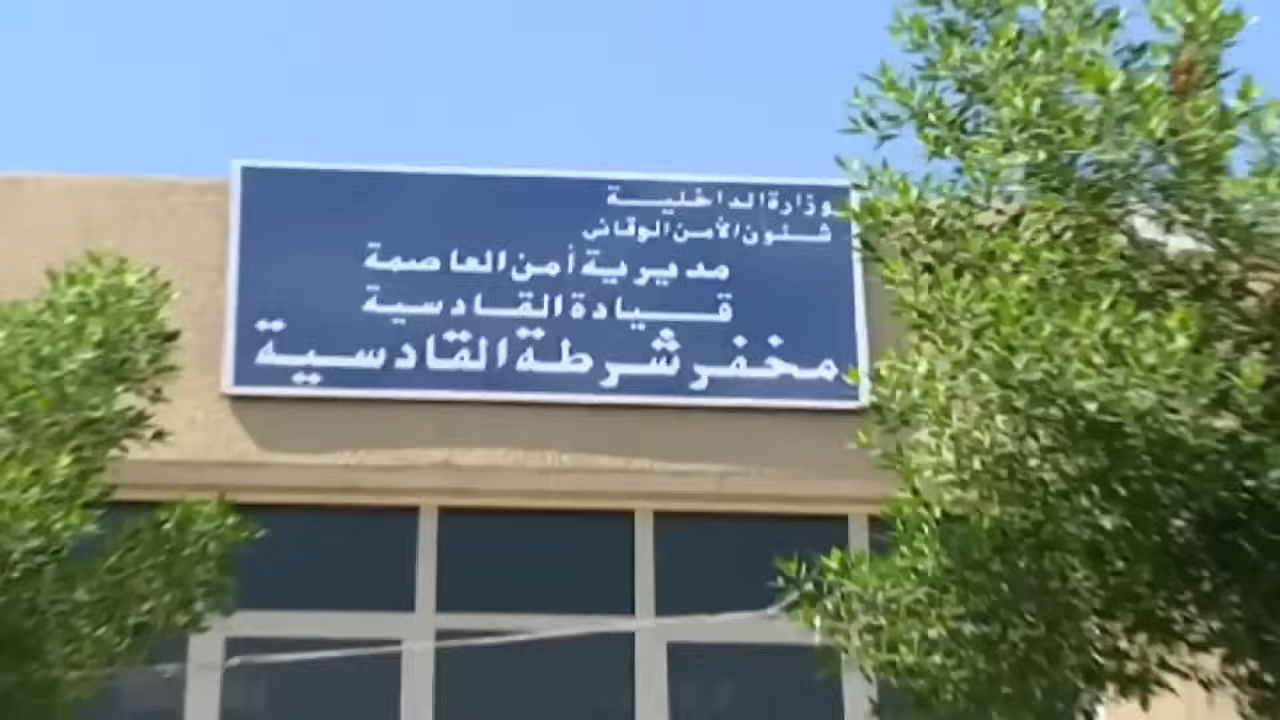 وزارة الداخلية
شئون الأمن الوقائي
مديرية أمن العاصمة
قيادة القادسية
مخفر شرطة القادسية